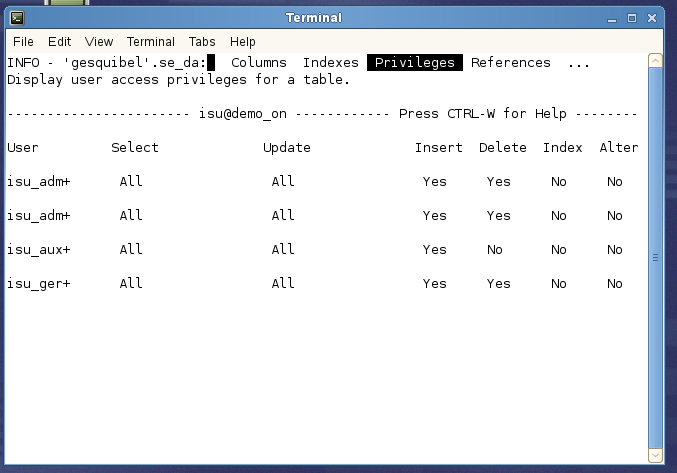 Terminal
File Edit View Terminal Tabs Help
INFO - 'gesquibel'.se_da: Columns Indexes Privileges References ...
Display user access privileges for a table.
----------------------- isu@demo_on ------------ Press CTRL-W for Help --------
User Select Update Insert Delete Index Alter
isu_adm+ All All Yes Yes No No
isu_adm+ All All Yes Yes No No
isu_aux+ All All Yes No No No
isu_ger+ All All Yes Yes No No